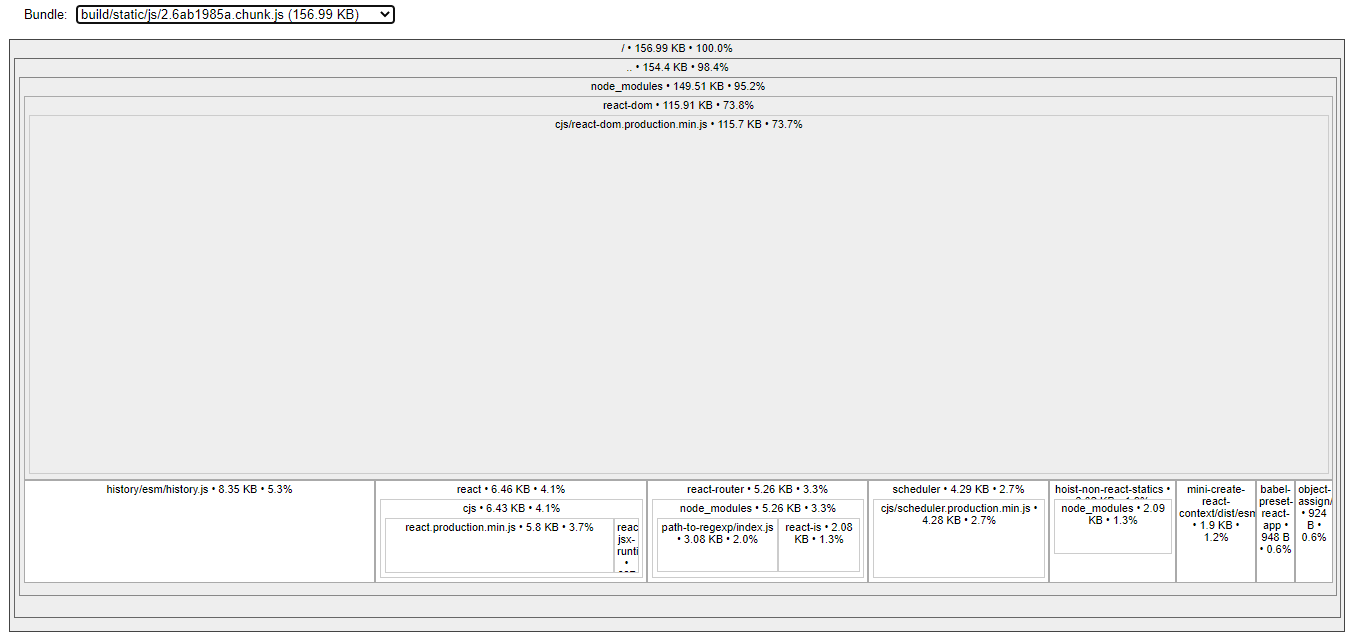 Bundle: build/static/js/2.6ab1985a.chunk.js (156.99 KB)
/ • 156.99 KB • 100.0%
.. • 154.4 KB • 98.4%
node_modules • 149.51 KB • 95.2%
react-dom • 115.91 KB • 73.8%
cjs/react-dom.production.min.js • 115.7 KB • 73.7%
history/esm/history.js • 8.35 KB • 5.3%
react • 6.46 KB • 4.1%
cjs • 6.43 KB • 4.1%
react.production.min.js • 5.8 KB • 3.7%
reac
jsx-
runti
•
react-router • 5.26 KB • 3.3%
node_modules • 5.26 KB • 3.3%
path-to-regexp/index.js
• 3.08 KB • 2.0%
react-is • 2.08
KB • 1.3%
scheduler • 4.29 KB • 2.7%
cjs/scheduler.production.min.js •
4.28 KB • 2.7%
hoist-non-react-statics •
node_modules • 2.09
KB • 1.3%
mini-create-
react-
context/dist/esn
• 1.9 KB •
1.2%
babel-
preset-
react-
app •
948 B
• 0.6%
object-
assign/
• 924
B •
0.6%